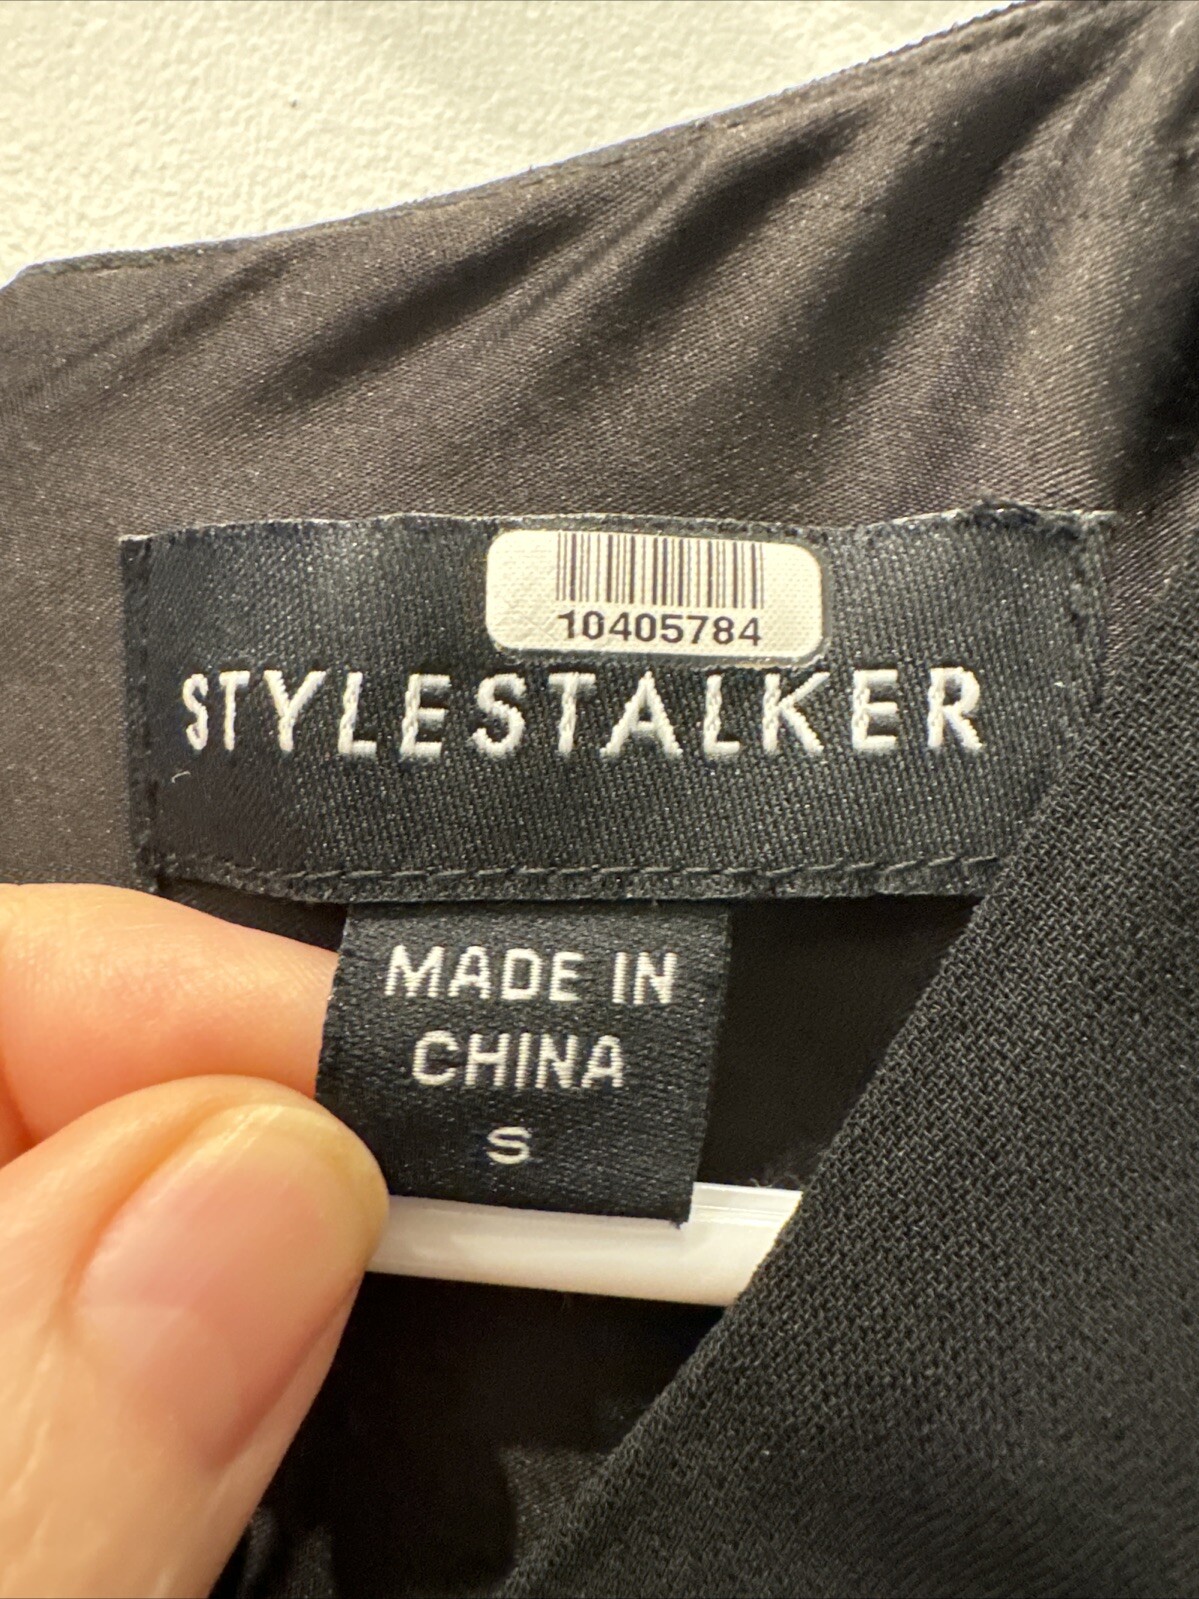 10405784
STYLESTALKER
MADE IN
CHINA
S